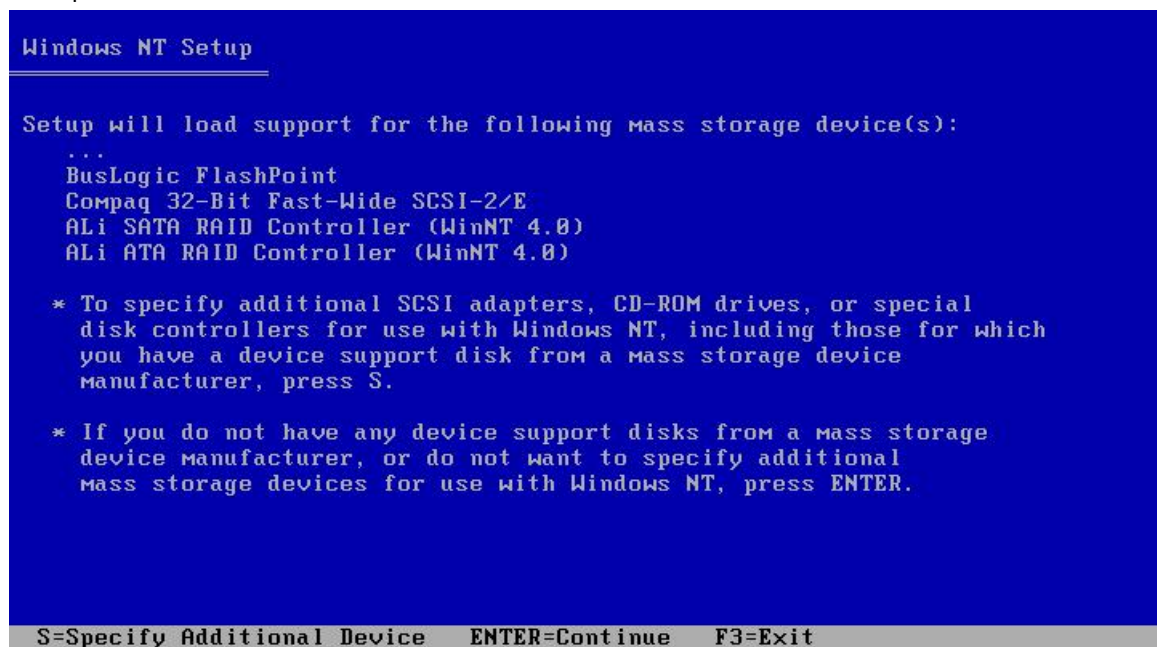 Windows NT Setup
Setup will load support for the following mass storage device(s):
...
BusLogic FlashPoint
Compaq 32-Bit Fast-Wide SCSI-2/E
ALi SATA RAID Controller (WinNT 4.0)
ALi ATA RAID Controller (WinNT 4.0)
* To specify additional SCSI adapters, CD-ROM drives, or special
disk controllers for use with Windows NT, including those for which
you have a device support disk from a mass storage device
manufacturer, press S.
* If you do not have any device support disks from a mass storage
device manufacturer, or do not want to specify additional
mass storage devices for use with Windows NT, press ENTER.
S=Specify Additional Device   ENTER=Continue   F3=Exit